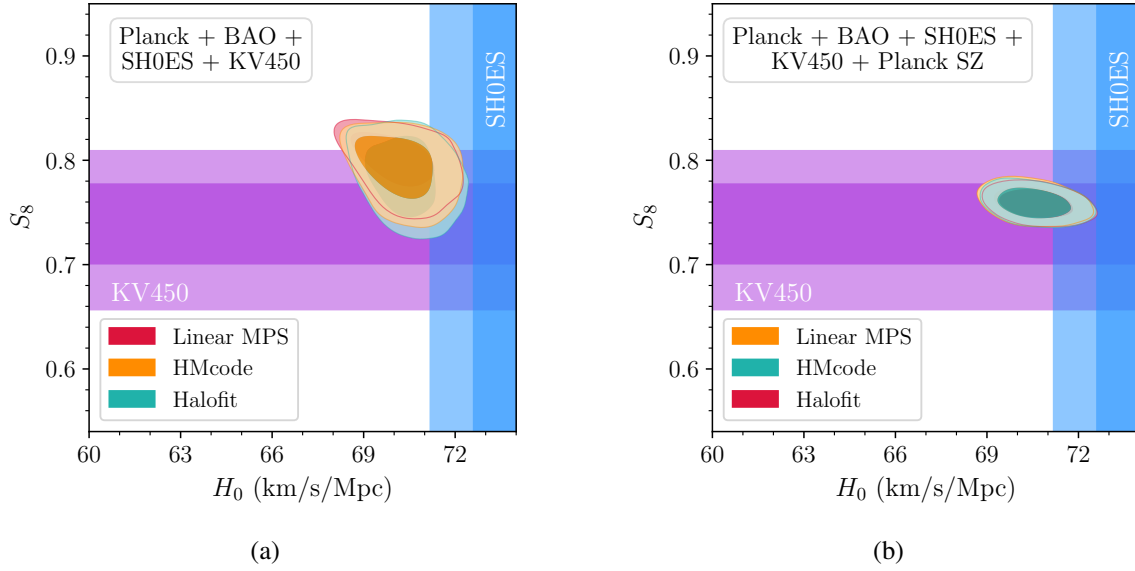 Planck + BAO +
SH0ES + KV450
SH0ES
KV450
Linear MPS
HMcode
Halofit
0.9
0.8
0.7
0.6
S₈
60 63 66 69 72
H₀ (km/s/Mpc)
(a)
Planck + BAO + SH0ES +
KV450 + Planck SZ
SH0ES
KV450
Linear MPS
HMcode
Halofit
0.9
0.8
0.7
0.6
S₈
60 63 66 69 72
H₀ (km/s/Mpc)
(b)